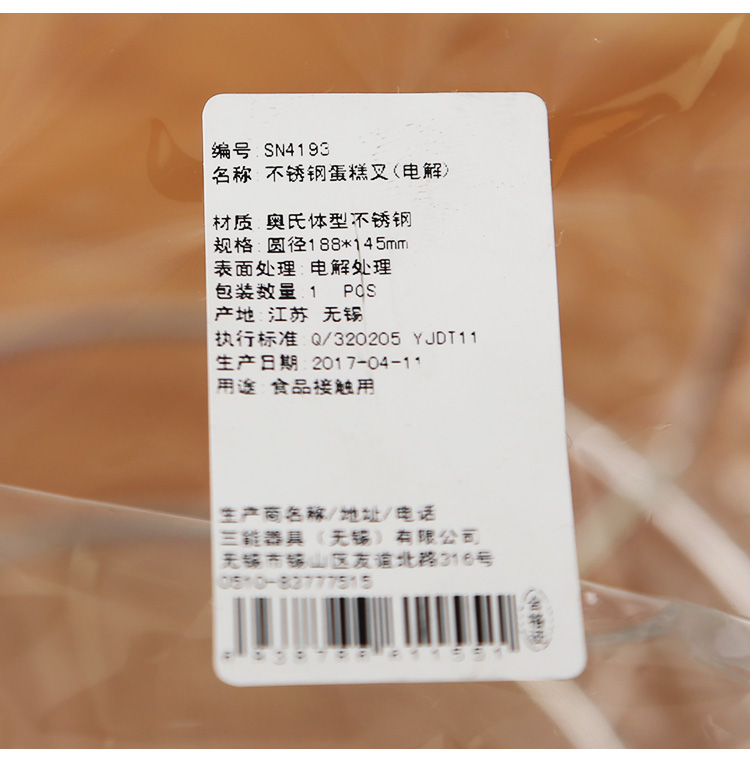 编号:SN4193
名称:不锈钢蛋糕叉(电解)
材质:奥氏体型不锈钢
规格:圆径188*145mm
表面处理:电解处理
包装数量:1 PCS
产地:江苏 无锡
执行标准:Q/320205 YJDT11
生产日期:2017-04-11
用途:食品接触用
生产商名称/地址/电话
三能器具(无锡)有限公司
无锡市锡山区友谊北路316号
0510-83777515
合格证